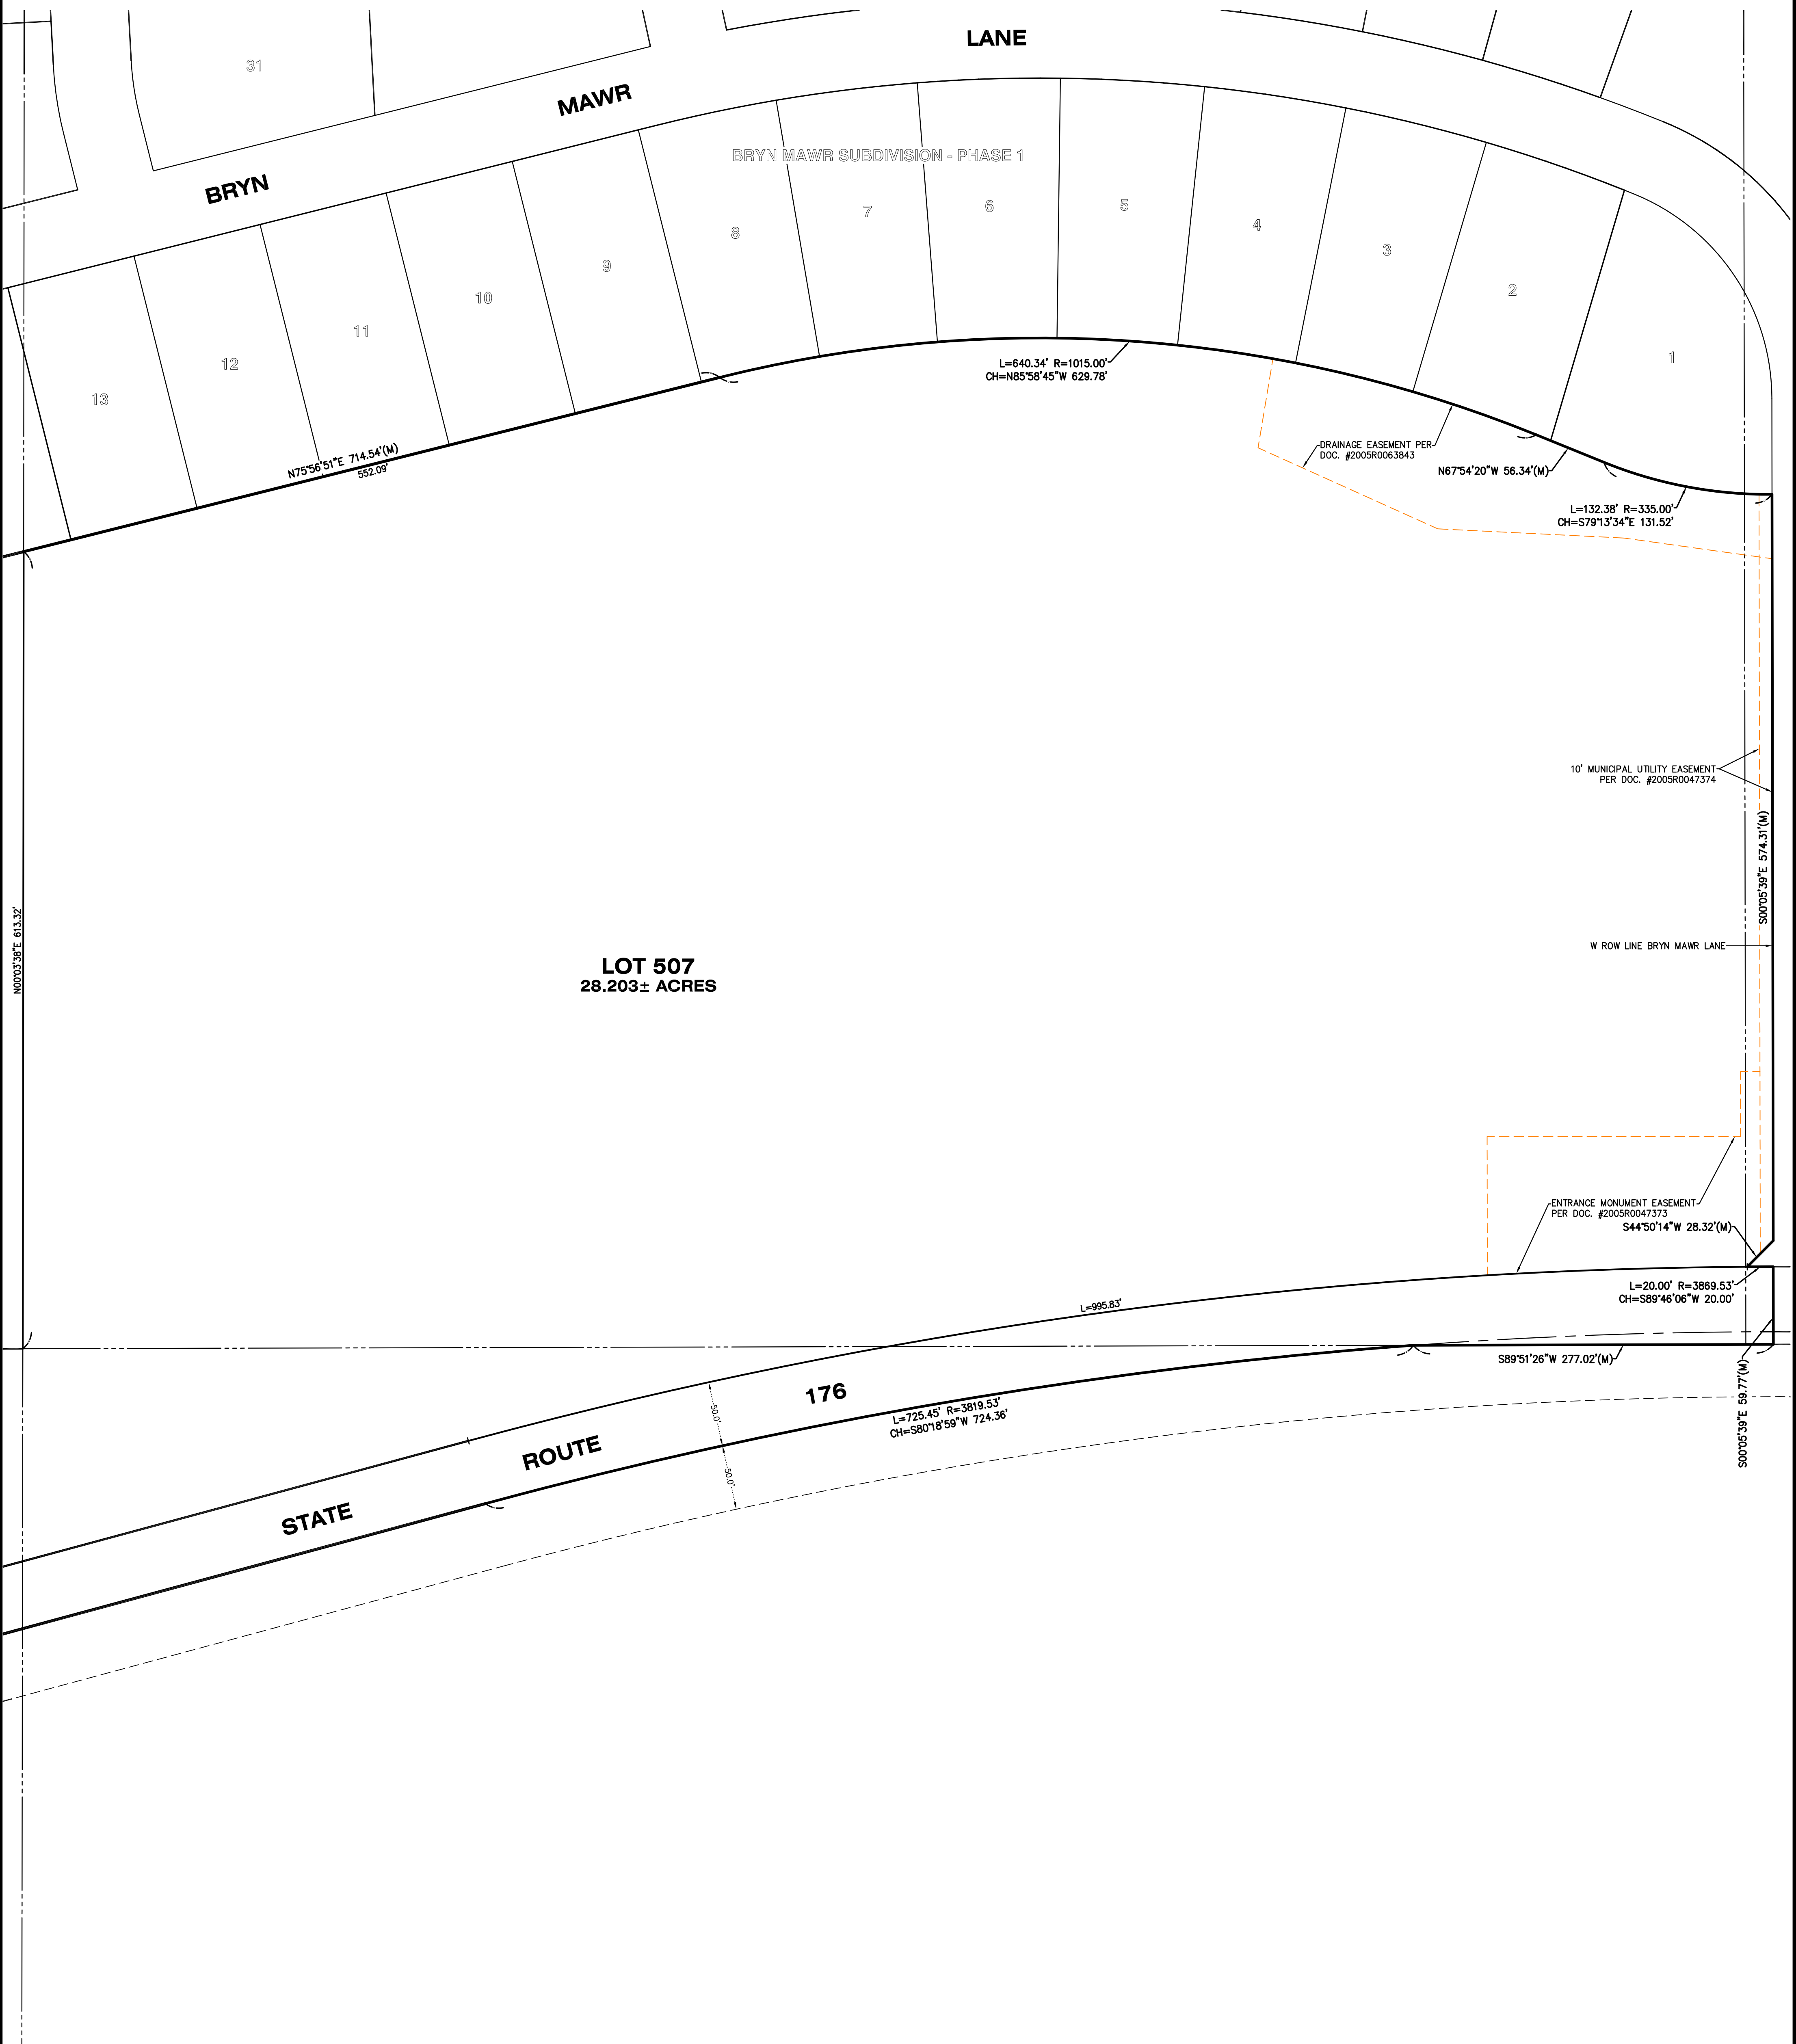 LANE
31
MAWR
BRYN MAWR SUBDIVISION - PHASE 1
BRYN
5
6
7
4
8
3
9
2
10
11
1
12
13
L=640.34' R=1015.00'
CH=N85°58'45"W 629.78'
DRAINAGE EASEMENT PER
DOC. #2005R0063843
N75°56'51"E 714.54'(M)
552.09'
N67°54'20"W 56.34'(M)
L=132.38' R=335.00'
CH=S79°13'34"E 131.52'
10' MUNICIPAL UTILITY EASEMENT
PER DOC. #2005R0047374
S00°05'39"E 574.31'(M)
N00°03'38"E 613.32'
W ROW LINE BRYN MAWR LANE
LOT 507
28.203± ACRES
ENTRANCE MONUMENT EASEMENT
PER DOC. #2005R0047373
S44°50'14"W 28.32'(M)
L=20.00' R=3869.53'
CH=S89°46'06"W 20.00'
L=995.83'
S89°51'26"W 277.02'(M)
S00°05'39"E 59.77'(M)
176
L=725.45' R=3819.53'
CH=S80°18'59"W 724.36'
50.0'
ROUTE
50.0'
STATE